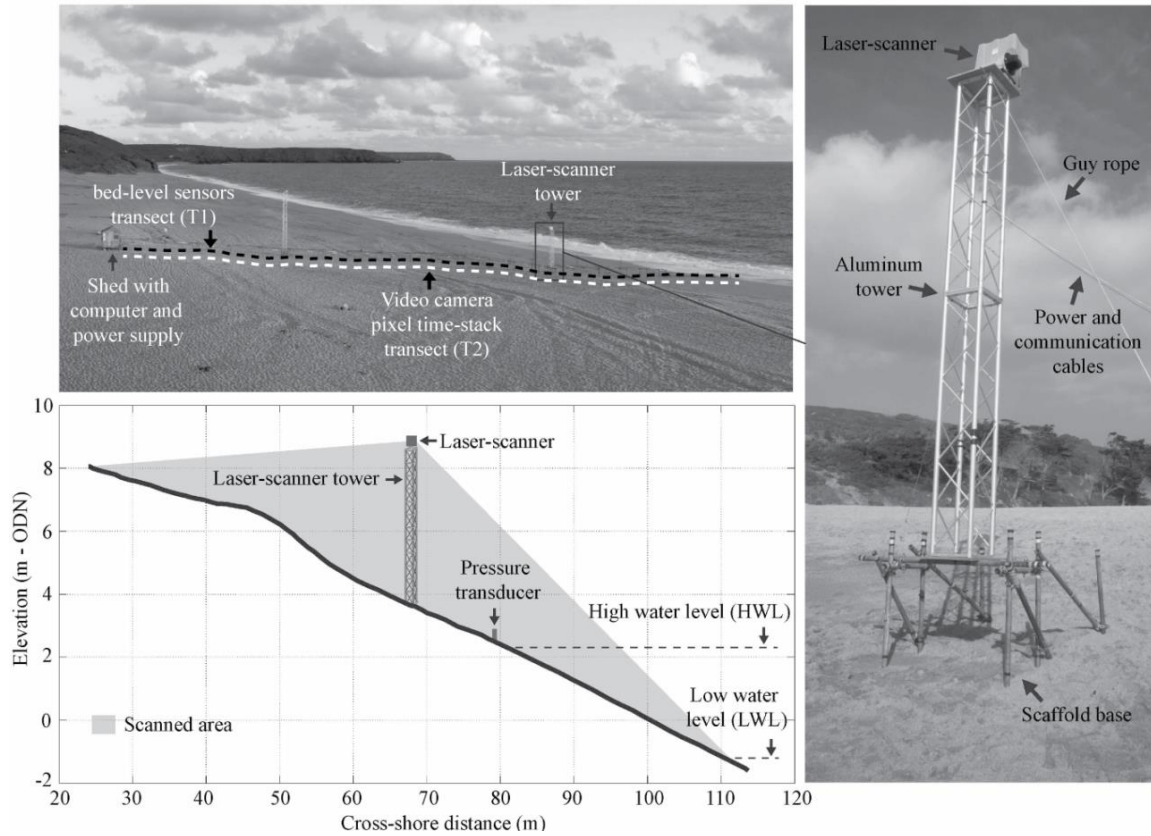 bed-level sensors
transect (T1)
Laser-scanner
tower
Shed with
computer and
power supply
Video camera
pixel time-stack
transect (T2)
Laser-scanner
Guy rope
Aluminum
tower
Power and
communication
cables
Scaffold base
10
8
6
4
2
0
-2
Elevation (m - ODN)
Laser-scanner
Laser-scanner tower
Pressure
transducer
High water level (HWL)
Low water
level (LWL)
Scanned area
20 30 40 50 60 70 80 90 100 110 120
Cross-shore distance (m)